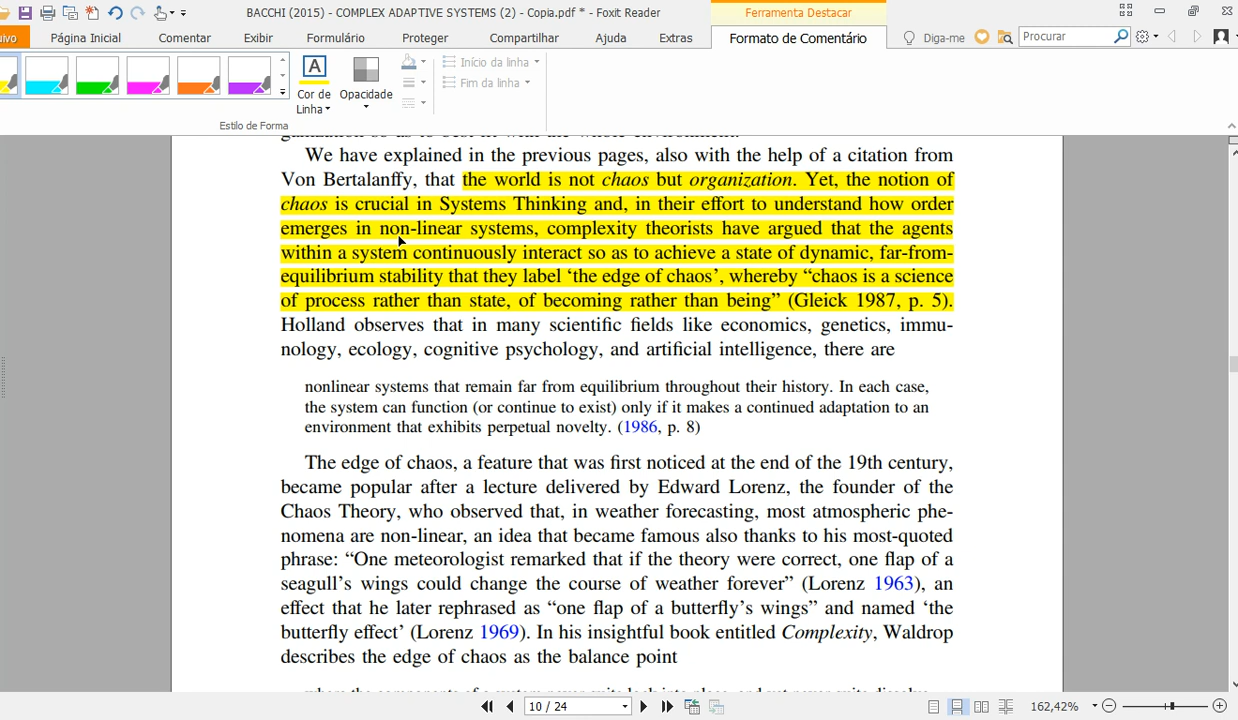 BACCHI (2015) - COMPLEX ADAPTIVE SYSTEMS (2) - Copia.pdf * - Foxit Reader
Ferramenta Destacar
Página Inicial Comentar Exibir Formulário Proteger Compartilhar Ajuda Extras Formato de Comentário Diga-me Procurar
Início da linha
Fim da linha
Cor de Linha
Opacidade
Estilo de Forma
We have explained in the previous pages, also with the help of a citation from
Von Bertalanffy, that the world is not chaos but organization. Yet, the notion of
chaos is crucial in Systems Thinking and, in their effort to understand how order
emerges in non-linear systems, complexity theorists have argued that the agents
within a system continuously interact so as to achieve a state of dynamic, far-from-
equilibrium stability that they label ‘the edge of chaos’, whereby “chaos is a science
of process rather than state, of becoming rather than being” (Gleick 1987, p. 5).
Holland observes that in many scientific fields like economics, genetics, immu-
nology, ecology, cognitive psychology, and artificial intelligence, there are
nonlinear systems that remain far from equilibrium throughout their history. In each case,
the system can function (or continue to exist) only if it makes a continued adaptation to an
environment that exhibits perpetual novelty. (1986, p. 8)
The edge of chaos, a feature that was first noticed at the end of the 19th century,
became popular after a lecture delivered by Edward Lorenz, the founder of the
Chaos Theory, who observed that, in weather forecasting, most atmospheric phe-
nomena are non-linear, an idea that became famous also thanks to his most-quoted
phrase: “One meteorologist remarked that if the theory were correct, one flap of a
seagull’s wings could change the course of weather forever” (Lorenz 1963), an
effect that he later rephrased as “one flap of a butterfly’s wings” and named ‘the
butterfly effect’ (Lorenz 1969). In his insightful book entitled Complexity, Waldrop
describes the edge of chaos as the balance point
10 / 24
162,42%